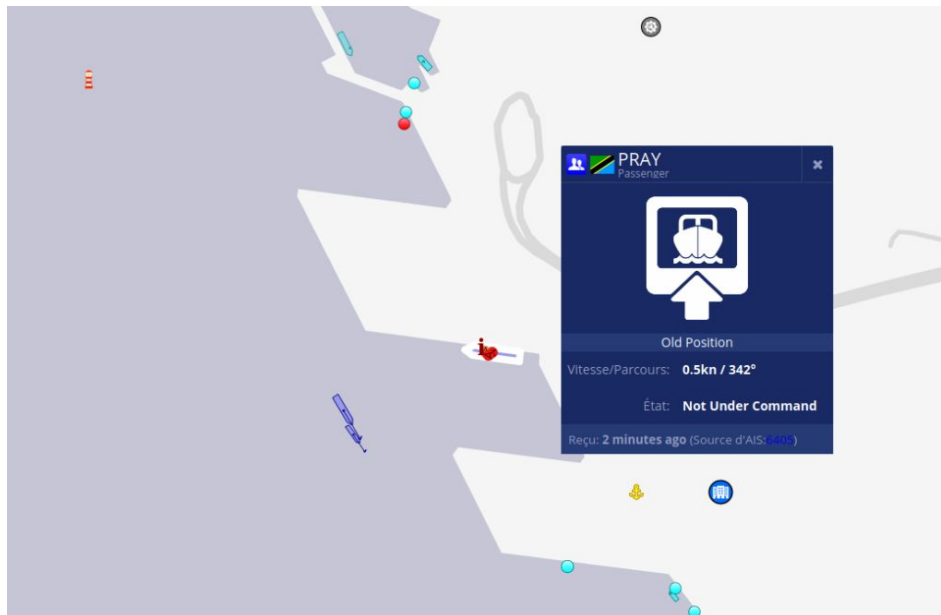 PRAY
Passenger
Old Position
Vitesse/Parcours: 0.5kn / 342°
État: Not Under Command
Reçu: 2 minutes ago (Source d'AIS:6405)